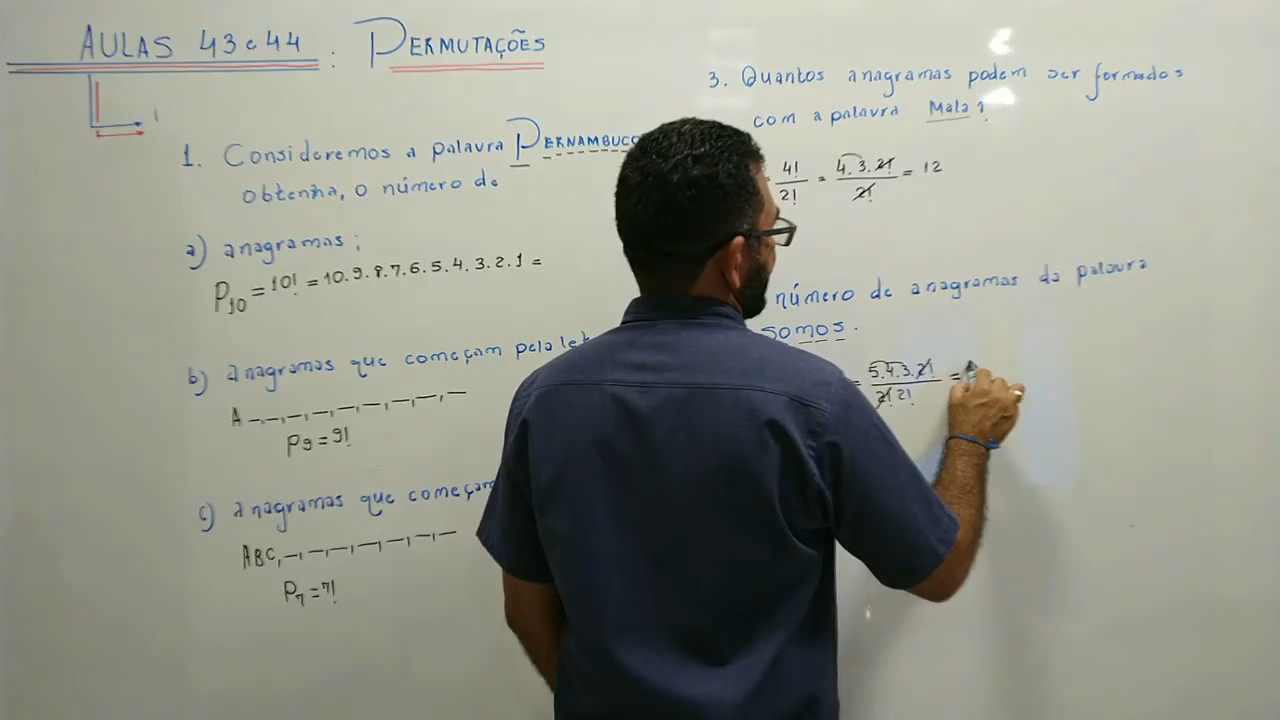 AULAS 43 e 44 : PERMUTAÇÕES
1. Consideremos a palavra PERNAMBUCO
obtenha, o número de
a) anagramas;
P10 = 10! = 10.9.8.7.6.5.4.3.2.1 =
b) anagramas que começam pela
A _,_,_,_,_,_,_,_,_
P9 = 9!
c) anagramas que começam
ABC,_,_,_,_,_,_,_
P7 = 7!
3. Quantos anagramas podem ser formados
com a palavra Mala?
= 4!/2! = 4.3.2!/2! = 12
número de anagramas da palavra
somos.
= 5.4.3.2!/2!2! =